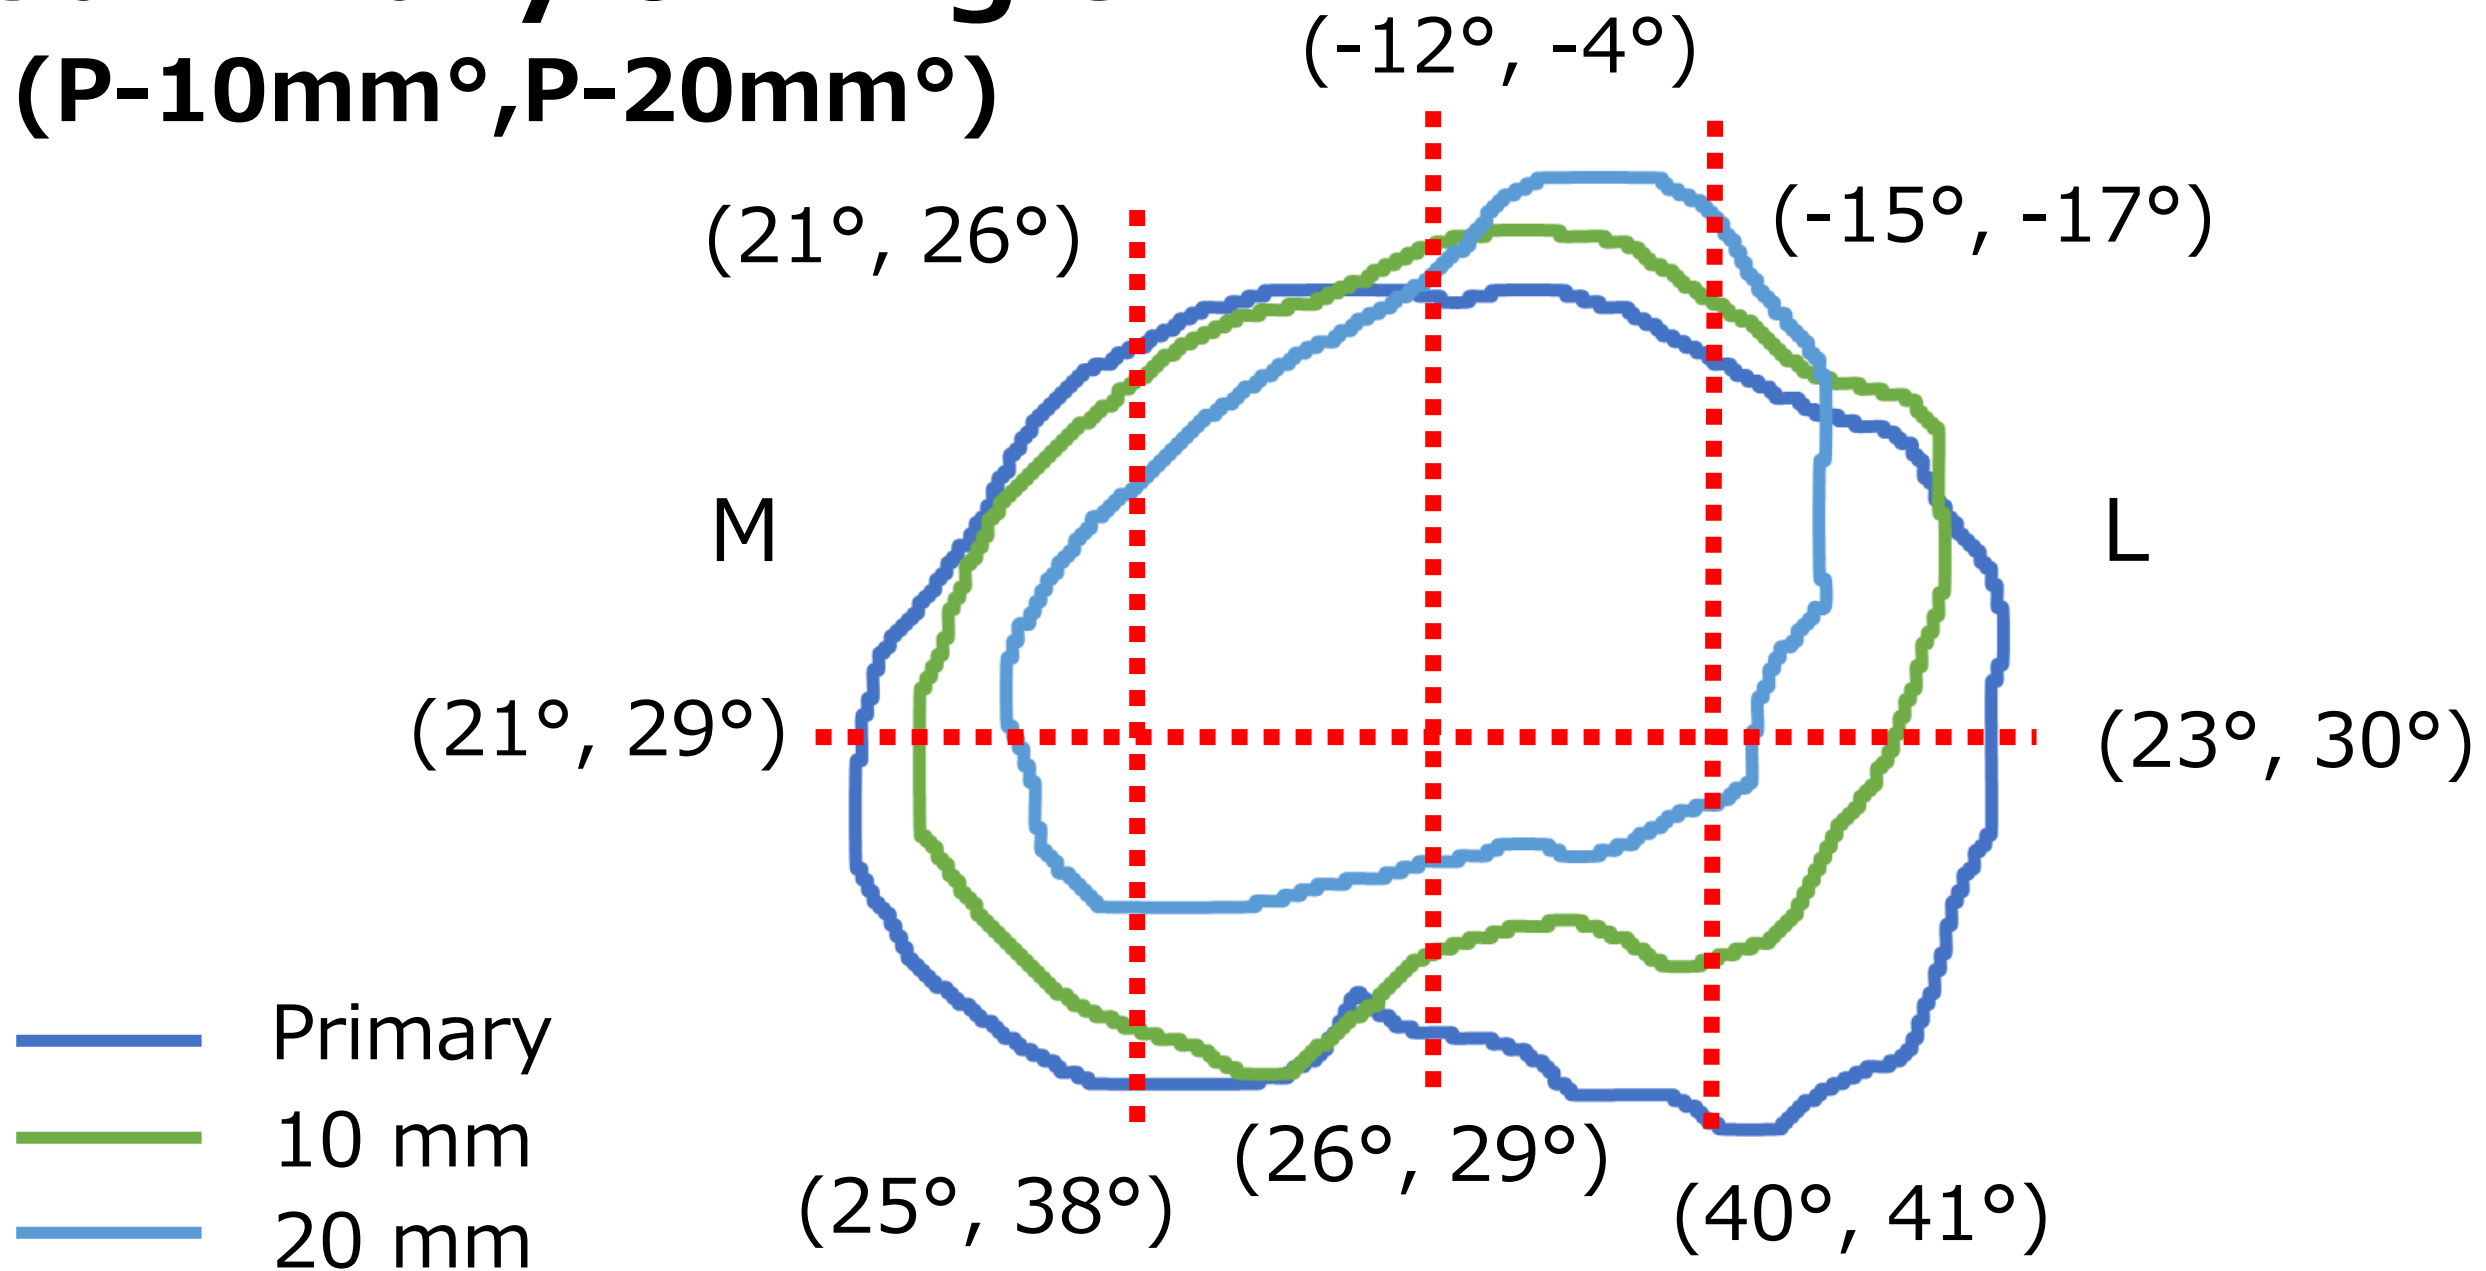 (P-10mm°,P-20mm°)
(-12°, -4°)
(21°, 26°)
(-15°, -17°)
M
L
(21°, 29°)
(23°, 30°)
Primary
10 mm
20 mm
(26°, 29°)
(25°, 38°)
(40°, 41°)